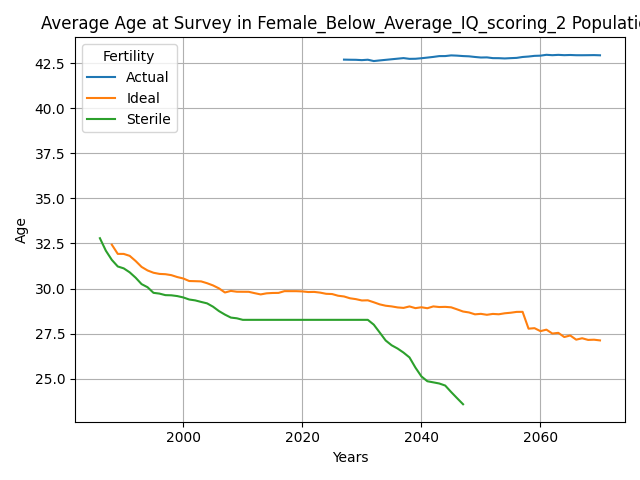 Average Age at Survey in Female_Below_Average_IQ_scoring_2 Populatio
Fertility
Actual
Ideal
Sterile
42.5
40.0
37.5
35.0
32.5
30.0
27.5
25.0
Age
2000
2020
2040
2060
Years